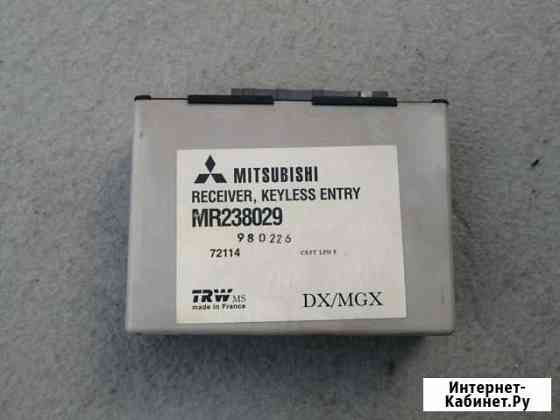 MITSUBISHI
RECEIVER, KEYLESS ENTRY
MR238029
980226
72114
TRW MS
made in France
DX/MGX
Интернет-
Кабинет.Ру